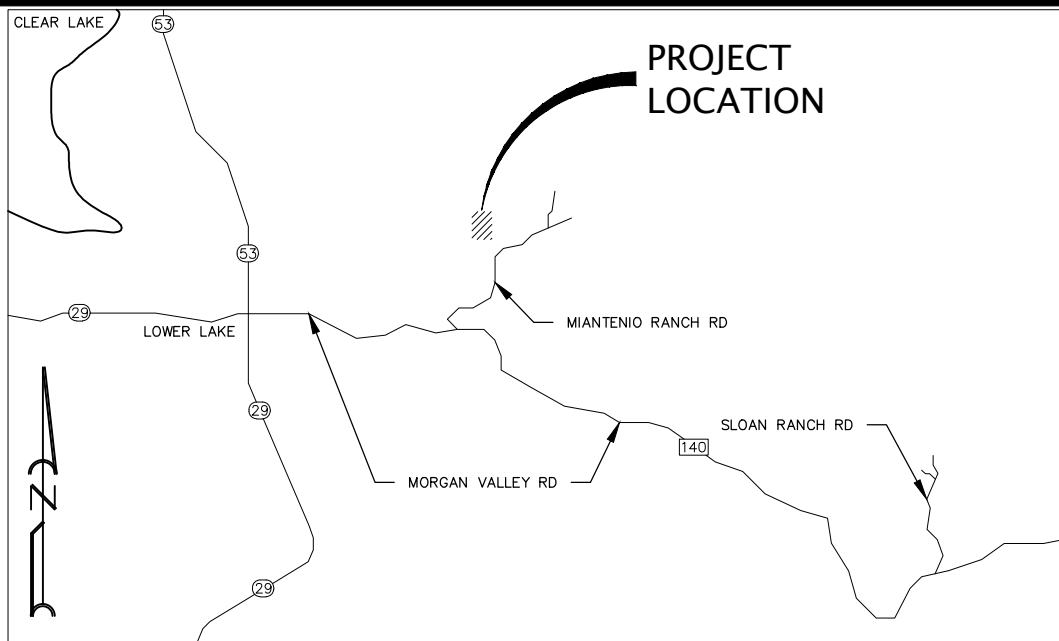 CLEAR LAKE
53
PROJECT
LOCATION
53
29
LOWER LAKE
MIANTENIO RANCH RD
29
SLOAN RANCH RD
140
MORGAN VALLEY RD
N
29